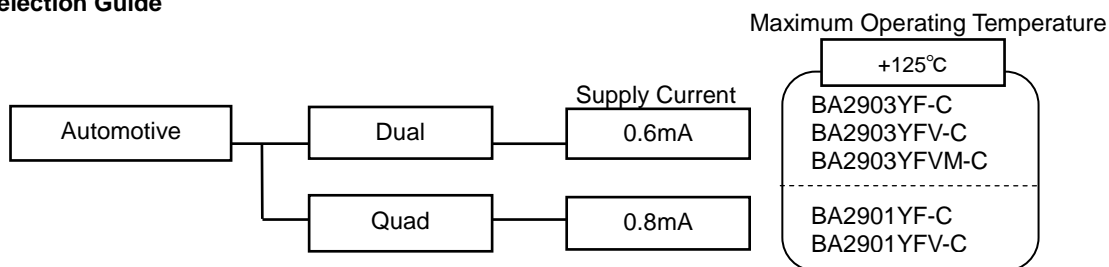 election Guide
Maximum Operating Temperature
+125℃
Supply Current
Automotive
Dual
0.6mA
BA2903YF-C
BA2903YFV-C
BA2903YFVM-C
Quad
0.8mA
BA2901YF-C
BA2901YFV-C